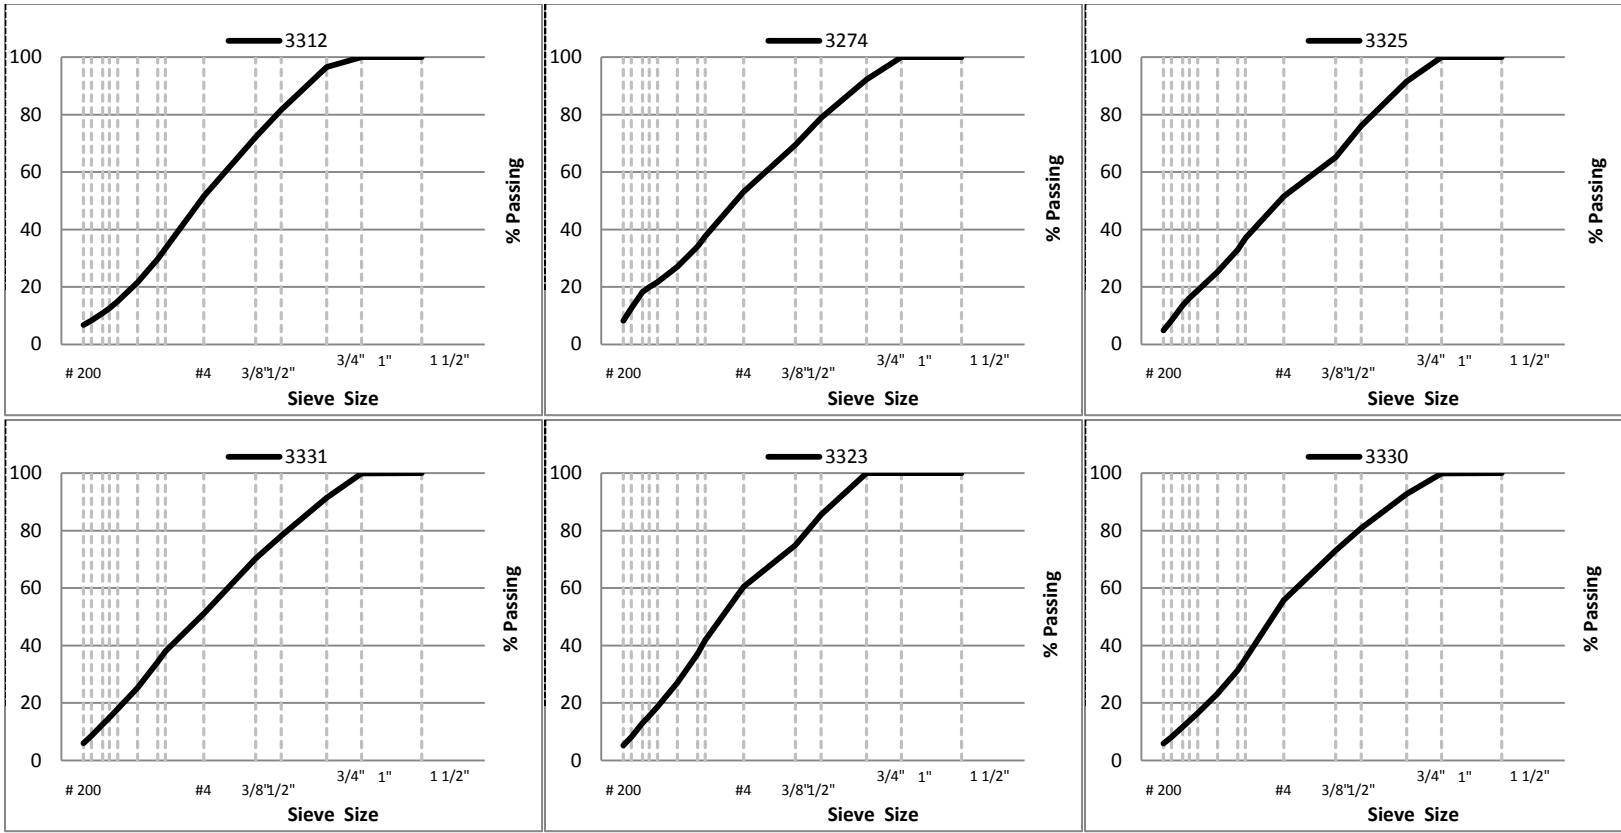 3312
100
80
60
40
20
0
% Passing
3/4" 1" 1 1/2"
# 200 #4 3/8" 1/2"
Sieve Size
3274
100
80
60
40
20
0
% Passing
3/4" 1" 1 1/2"
# 200 #4 3/8" 1/2"
Sieve Size
3325
100
80
60
40
20
0
% Passing
3/4" 1" 1 1/2"
# 200 #4 3/8" 1/2"
Sieve Size
3331
100
80
60
40
20
0
% Passing
3/4" 1" 1 1/2"
# 200 #4 3/8" 1/2"
Sieve Size
3323
100
80
60
40
20
0
% Passing
3/4" 1" 1 1/2"
# 200 #4 3/8" 1/2"
Sieve Size
3330
100
80
60
40
20
0
% Passing
3/4" 1" 1 1/2"
# 200 #4 3/8" 1/2"
Sieve Size